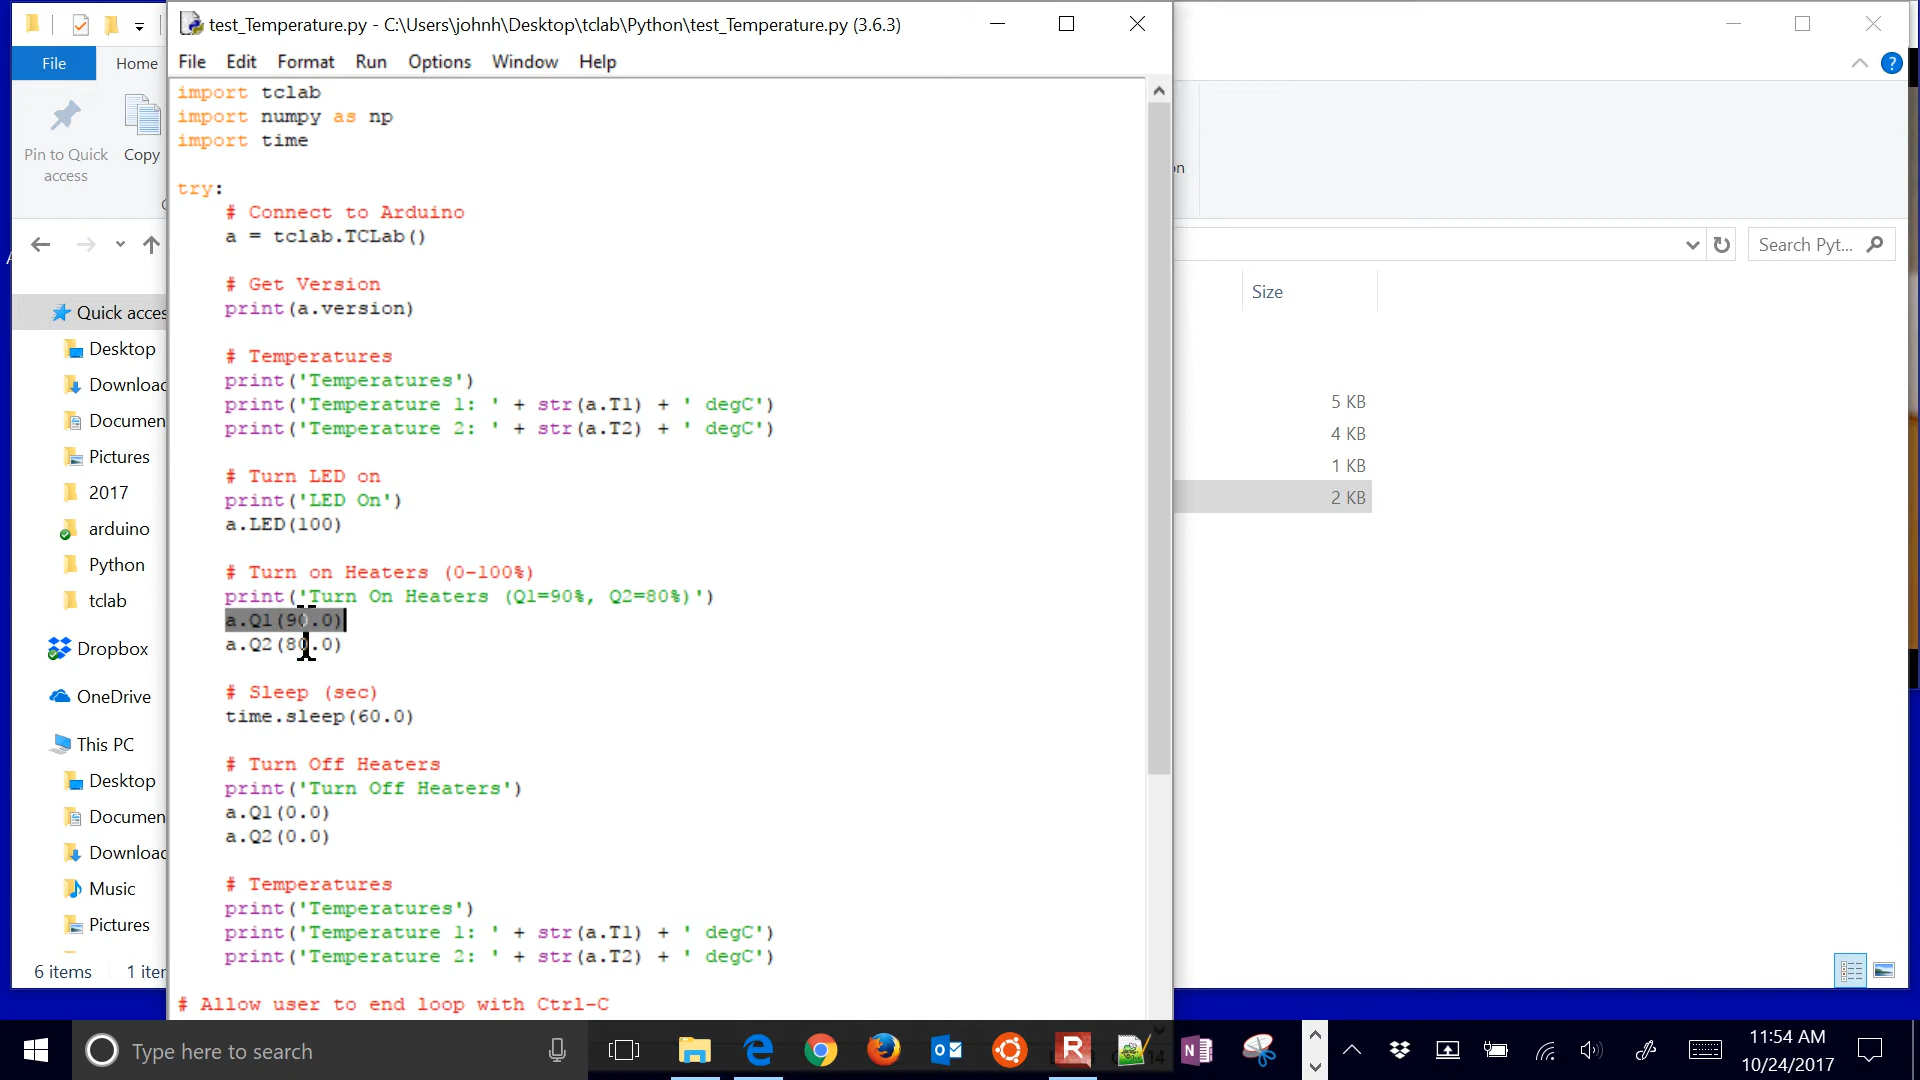 test_Temperature.py - C:\Users\johnh\Desktop\tclab\Python\test_Temperature.py (3.6.3)
File Edit Format Run Options Window Help
File Home
Pin to Quick access
Copy
import tclab
import numpy as np
import time
try:
# Connect to Arduino
a = tclab.TCLab()
# Get Version
print(a.version)
# Temperatures
print('Temperatures')
print('Temperature 1: ' + str(a.T1) + ' degC')
print('Temperature 2: ' + str(a.T2) + ' degC')
# Turn LED on
print('LED On')
a.LED(100)
# Turn on Heaters (0-100%)
print('Turn On Heaters (Q1=90%, Q2=80%)')
a.Q1(90.0)
a.Q2(80.0)
# Sleep (sec)
time.sleep(60.0)
# Turn Off Heaters
print('Turn Off Heaters')
a.Q1(0.0)
a.Q2(0.0)
# Temperatures
print('Temperatures')
print('Temperature 1: ' + str(a.T1) + ' degC')
print('Temperature 2: ' + str(a.T2) + ' degC')
# Allow user to end loop with Ctrl-C
Quick acces
Desktop
Downloac
Documen
Pictures
2017
arduino
Python
tclab
Dropbox
OneDrive
This PC
Desktop
Documen
Downloac
Music
Pictures
6 items 1 iter
on
Search Pyt...
Size
5 KB
4 KB
1 KB
2 KB
Type here to search
11:54 AM
10/24/2017